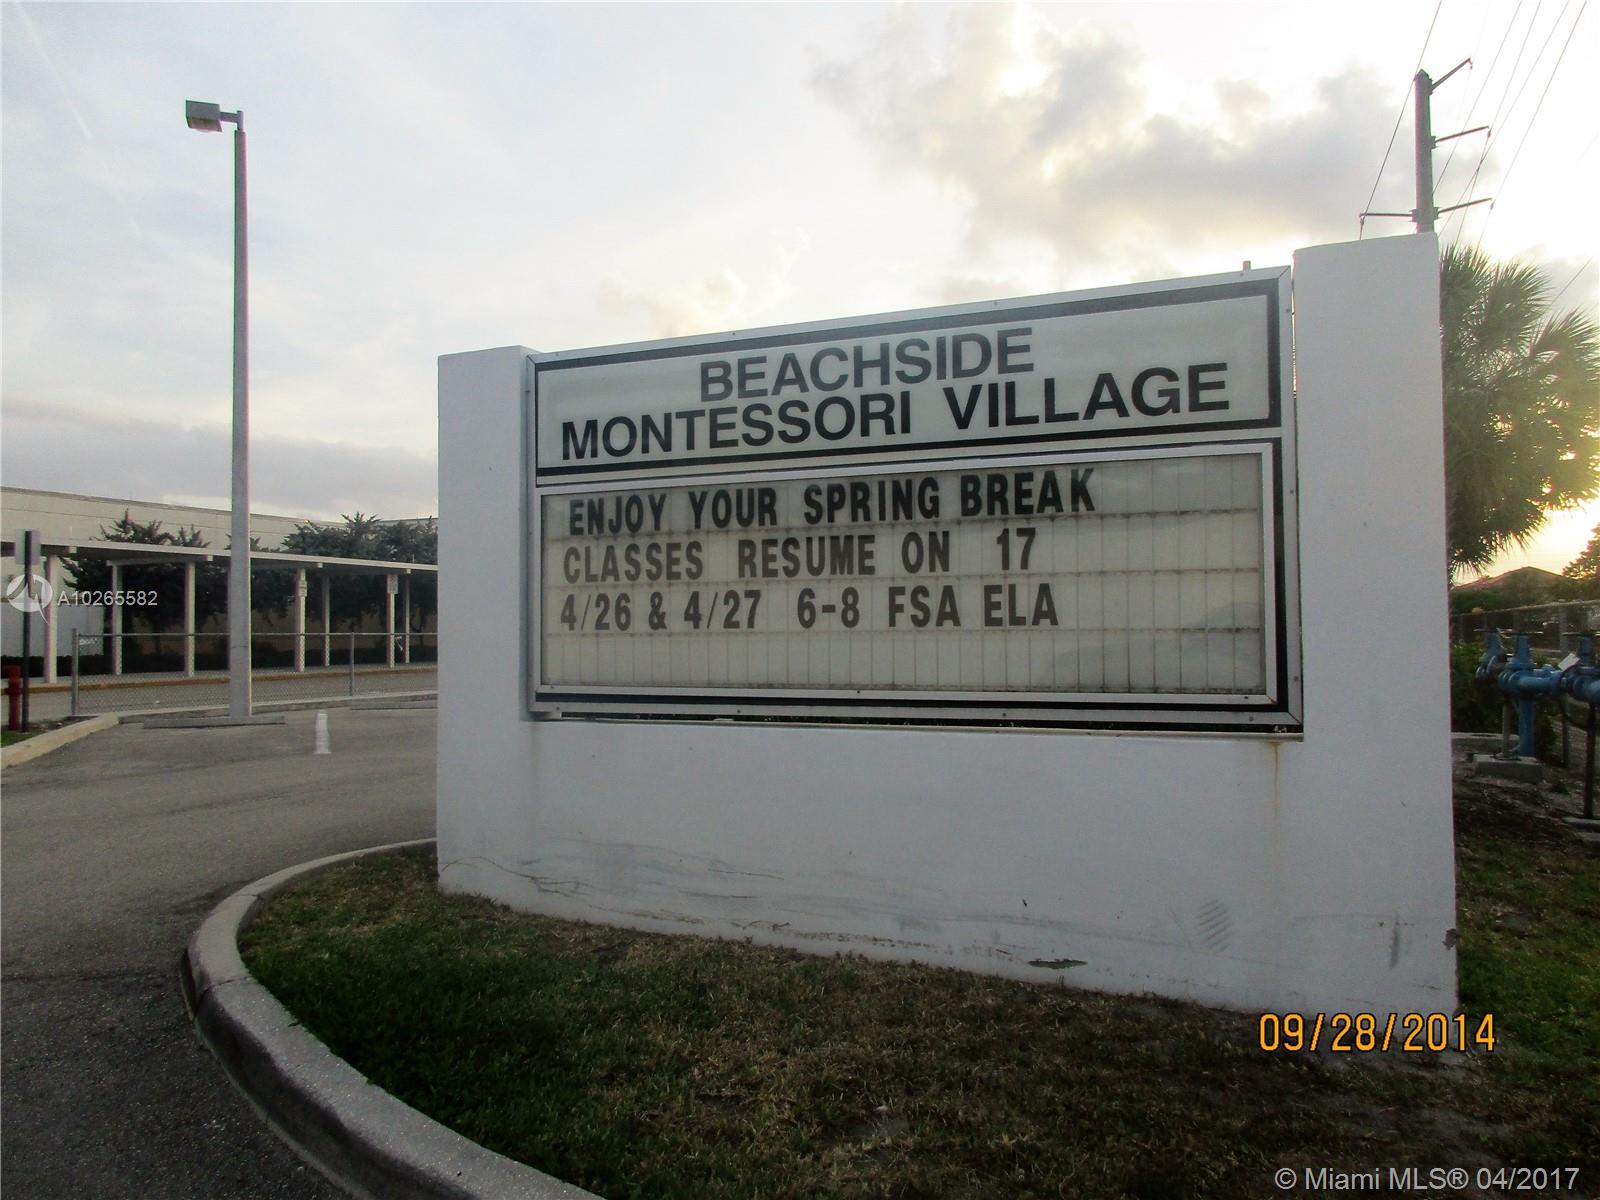 BEACHSIDE
MONTESSORI VILLAGE
ENJOY YOUR SPRING BREAK
CLASSES RESUME ON 17
4/26 & 4/27 6-8 FSA ELA
A10265582
09/28/2014
© Miami MLS® 04/2017